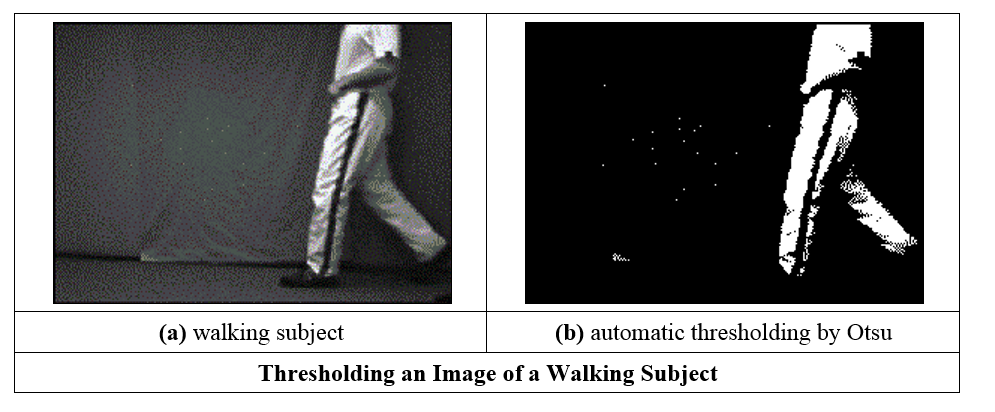 (a) walking subject
(b) automatic thresholding by Otsu
Thresholding an Image of a Walking Subject